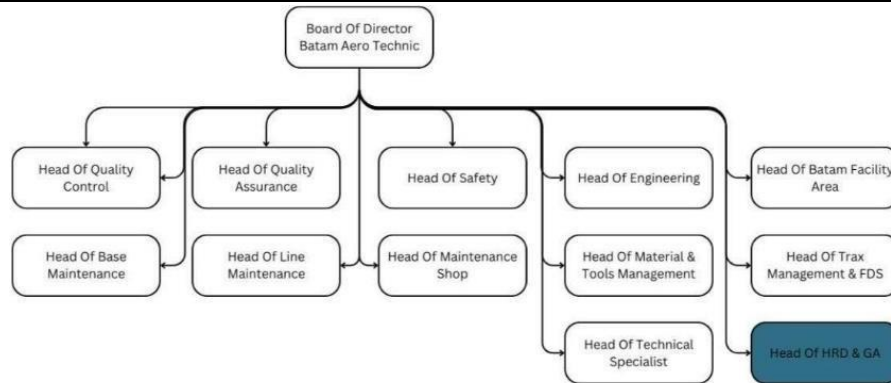 Board Of Director
Batam Aero Technic
Head Of Quality
Control
Head Of Quality
Assurance
Head Of Safety
Head Of Engineering
Head Of Batam Facility
Area
Head Of Base
Maintenance
Head Of Line
Maintenance
Head Of Maintenance
Shop
Head Of Material &
Tools Management
Head Of Trax
Management & FDS
Head Of Technical
Specialist
Head Of HRD & GA